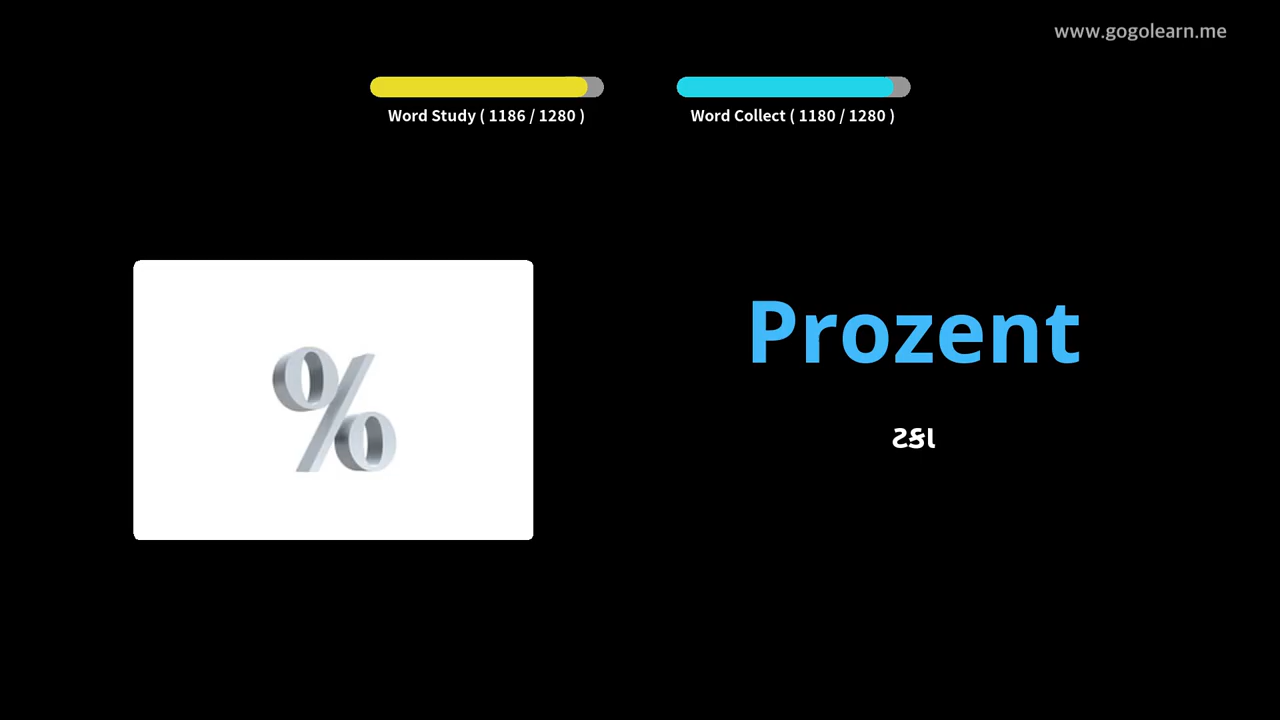 www.gogolearn.me
Word Study ( 1186 / 1280 )
Word Collect ( 1180 / 1280 )
%
Prozent
ટકા